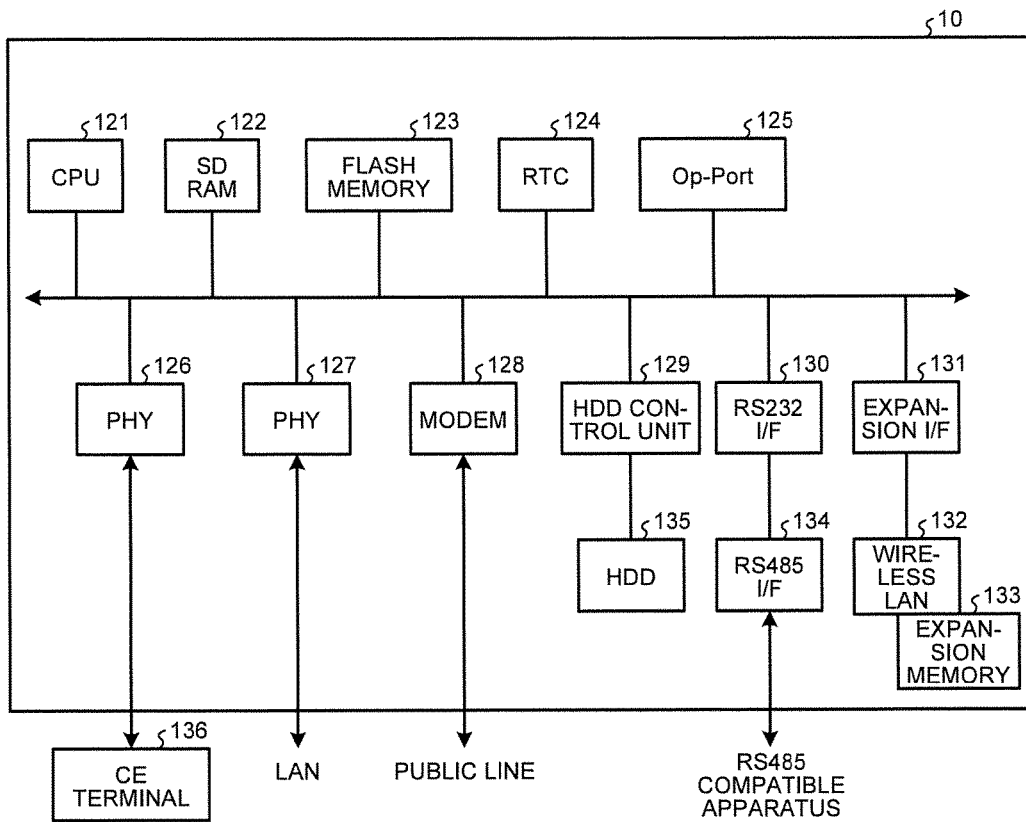 10
121
122
123
124
125
CPU
SD
RAM
FLASH
MEMORY
RTC
Op-Port
126
127
128
129
130
131
PHY
PHY
MODEM
HDD CON-
TROL UNIT
RS232
I/F
EXPAN-
SION I/F
135
134
132
HDD
RS485
I/F
WIRE-
LESS
LAN
133
EXPAN-
SION
MEMORY
136
CE
TERMINAL
LAN
PUBLIC LINE
RS485
COMPATIBLE
APPARATUS